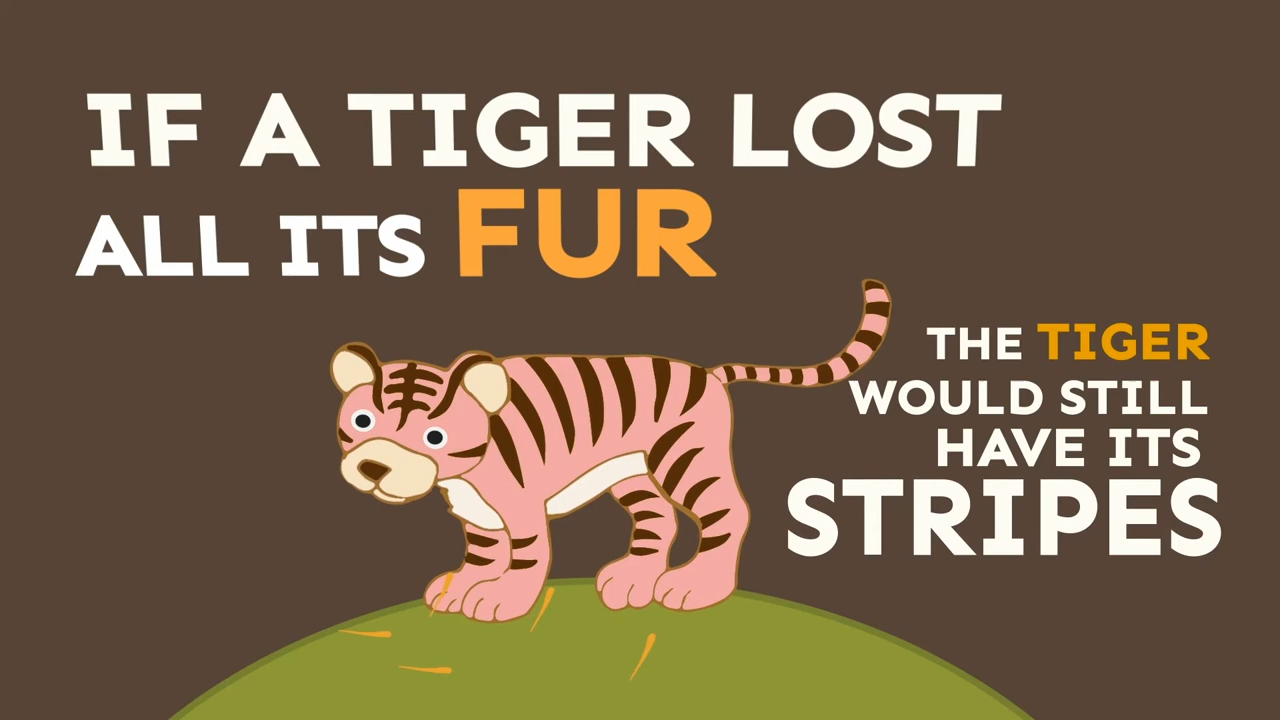 IF A TIGER LOST
ALL ITS FUR
THE TIGER
WOULD STILL
HAVE ITS
STRIPES